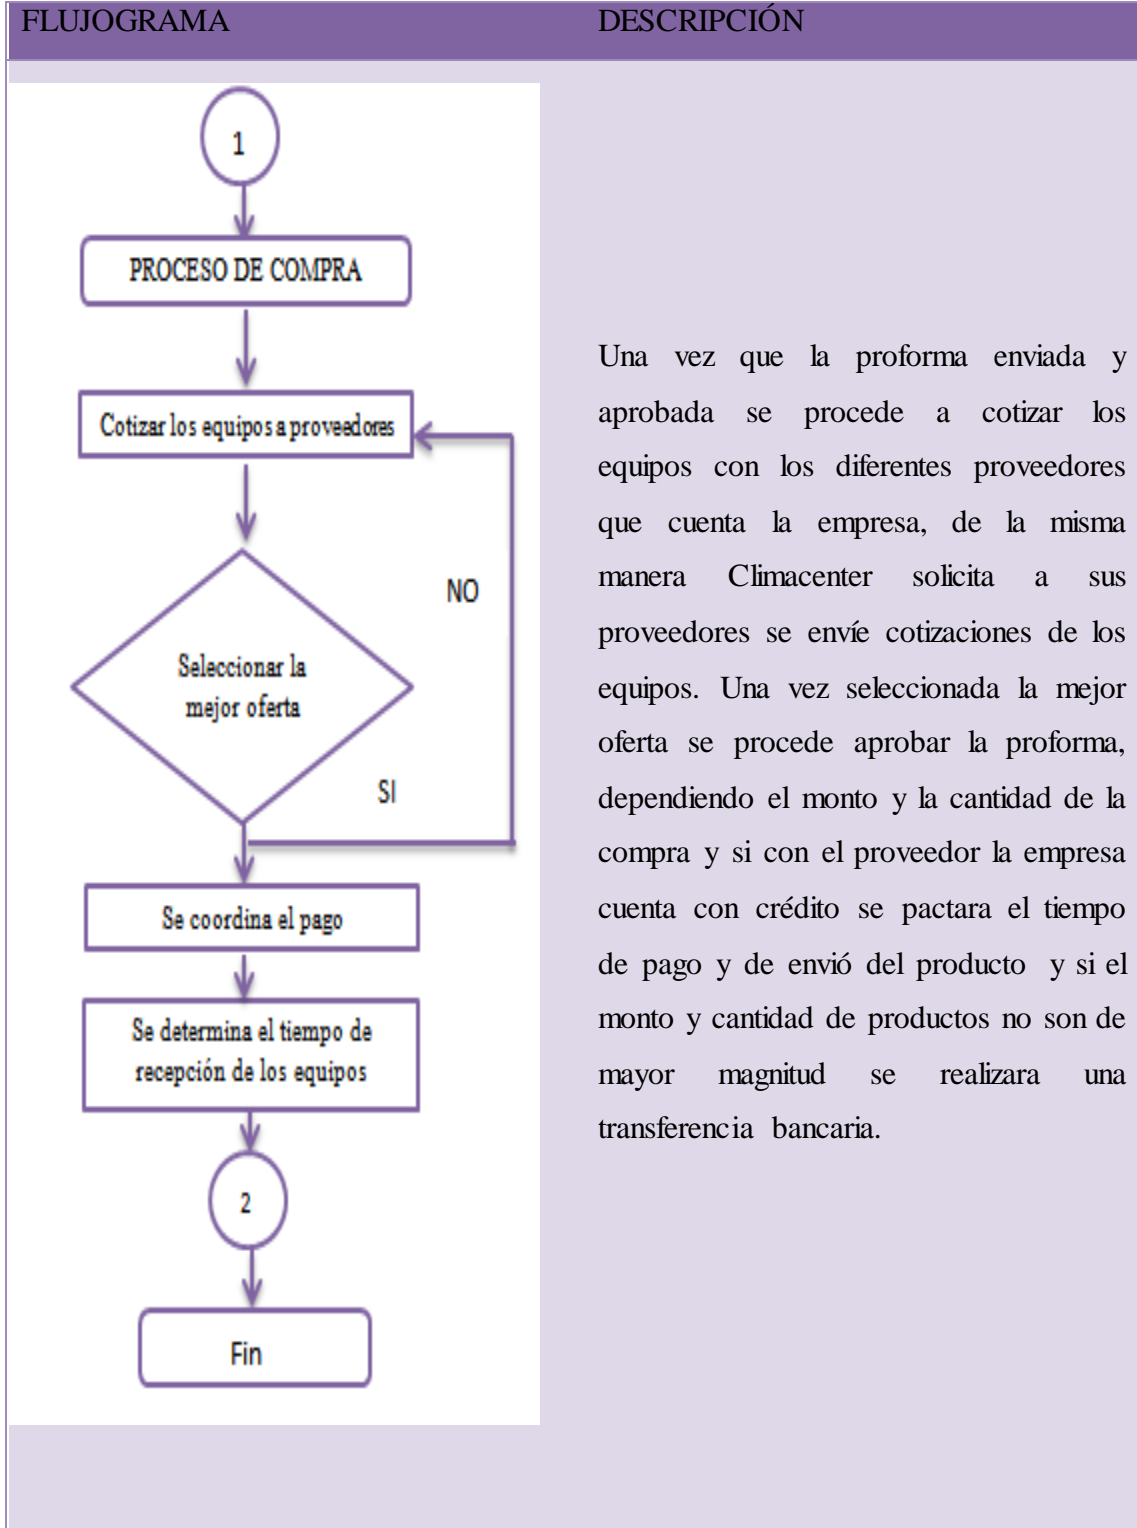 FLUJOGRAMA
DESCRIPCIÓN
1
PROCESO DE COMPRA
Cotizar los equipos a proveedores
NO
Seleccionar la
mejor oferta
SI
Se coordina el pago
Se determina el tiempo de
recepción de los equipos
2
Fin
Una vez que la proforma enviada y
aprobada se procede a cotizar los
equipos con los diferentes proveedores
que cuenta la empresa, de la misma
manera Climacenter solicita a sus
proveedores se envíe cotizaciones de los
equipos. Una vez seleccionada la mejor
oferta se procede aprobar la proforma,
dependiendo el monto y la cantidad de la
compra y si con el proveedor la empresa
cuenta con crédito se pactara el tiempo
de pago y de envió del producto y si el
monto y cantidad de productos no son de
mayor magnitud se realizara una
transferencia bancaria.